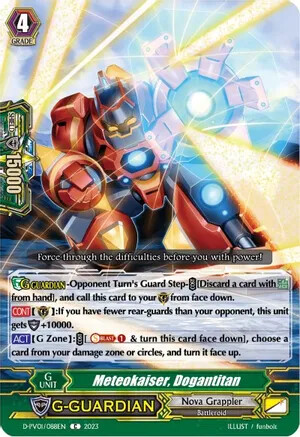 4
GRADE
15000
Force through the difficulties before you with power!
G GUARDIAN -Opponent Turn's Guard Step- [Discard a card with
from hand], and call this card to your from face down.
CONT [ ]: If you have fewer rear-guards than your opponent, this unit
gets +10000.
ACT [G Zone]: [SOUL BLAST 1 & turn this card face down], choose a
card from your damage zone or circles, and turn it face up.
G
UNIT
Meteokaiser, Dogantitan
G-GUARDIAN
Nova Grappler
Battleroid
D-PV01/088EN C 2023
ILLUST / funbolt